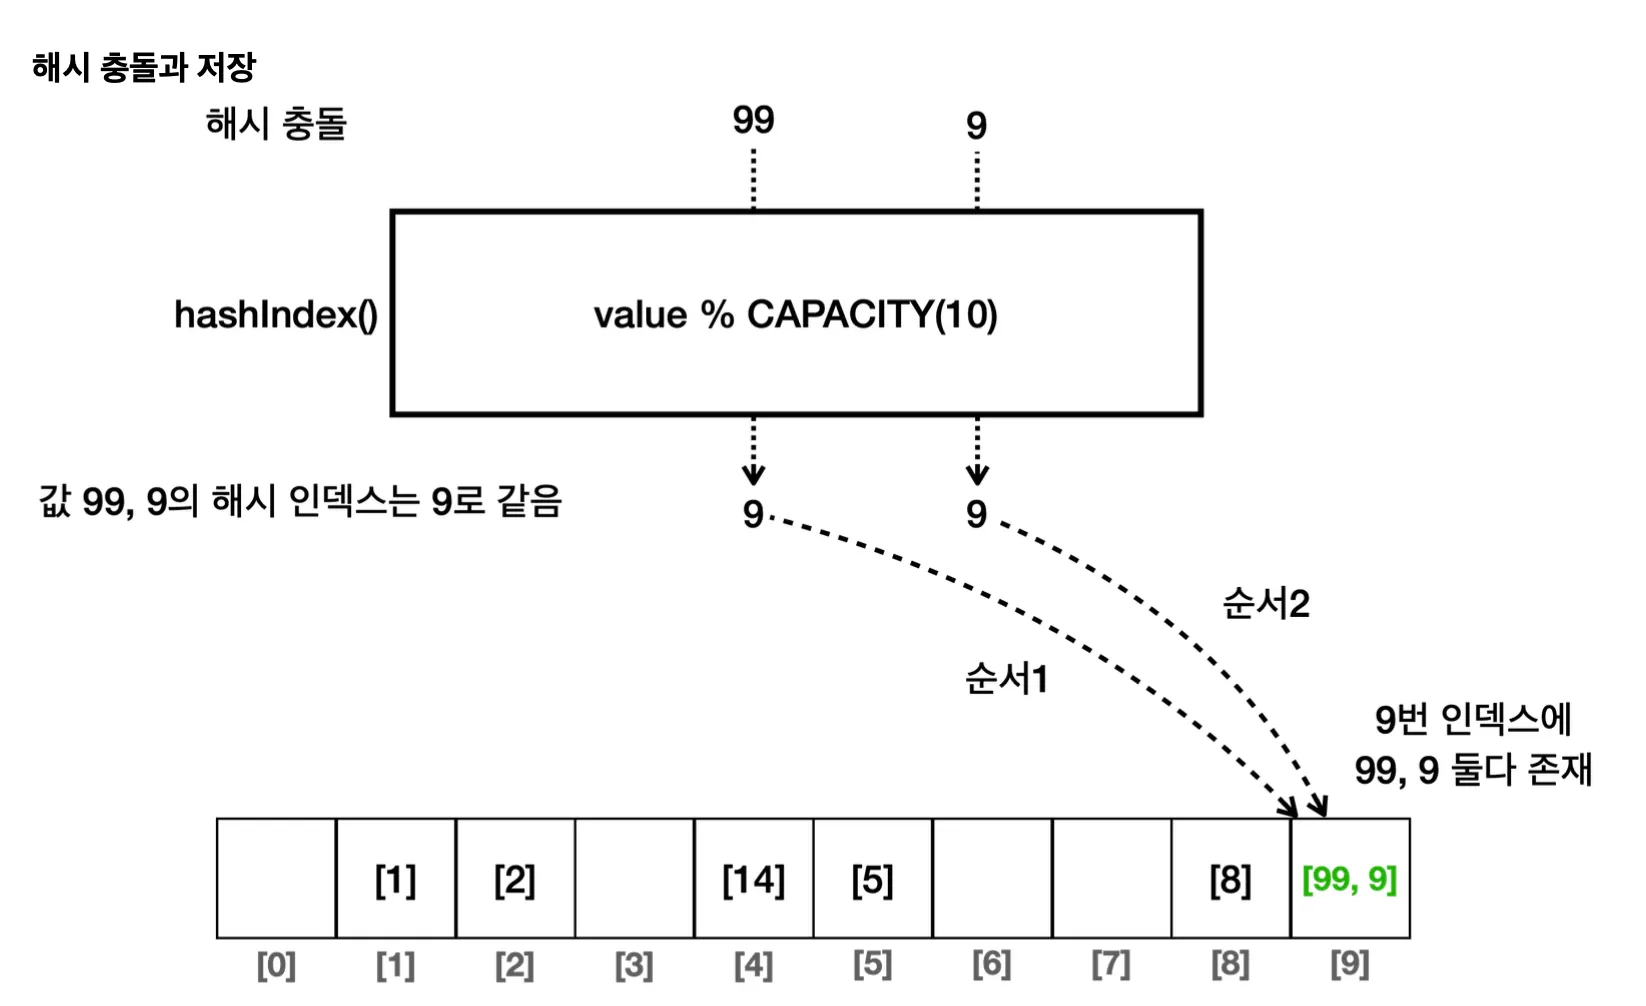 해시 충돌과 저장
해시 충돌
99
9
hashIndex()
value % CAPACITY(10)
값 99, 9의 해시 인덱스는 9로 같음
9
9
순서2
순서1
9번 인덱스에
99, 9 둘다 존재
[1] [2] [14] [5] [8] [99, 9]
[0] [1] [2] [3] [4] [5] [6] [7] [8] [9]